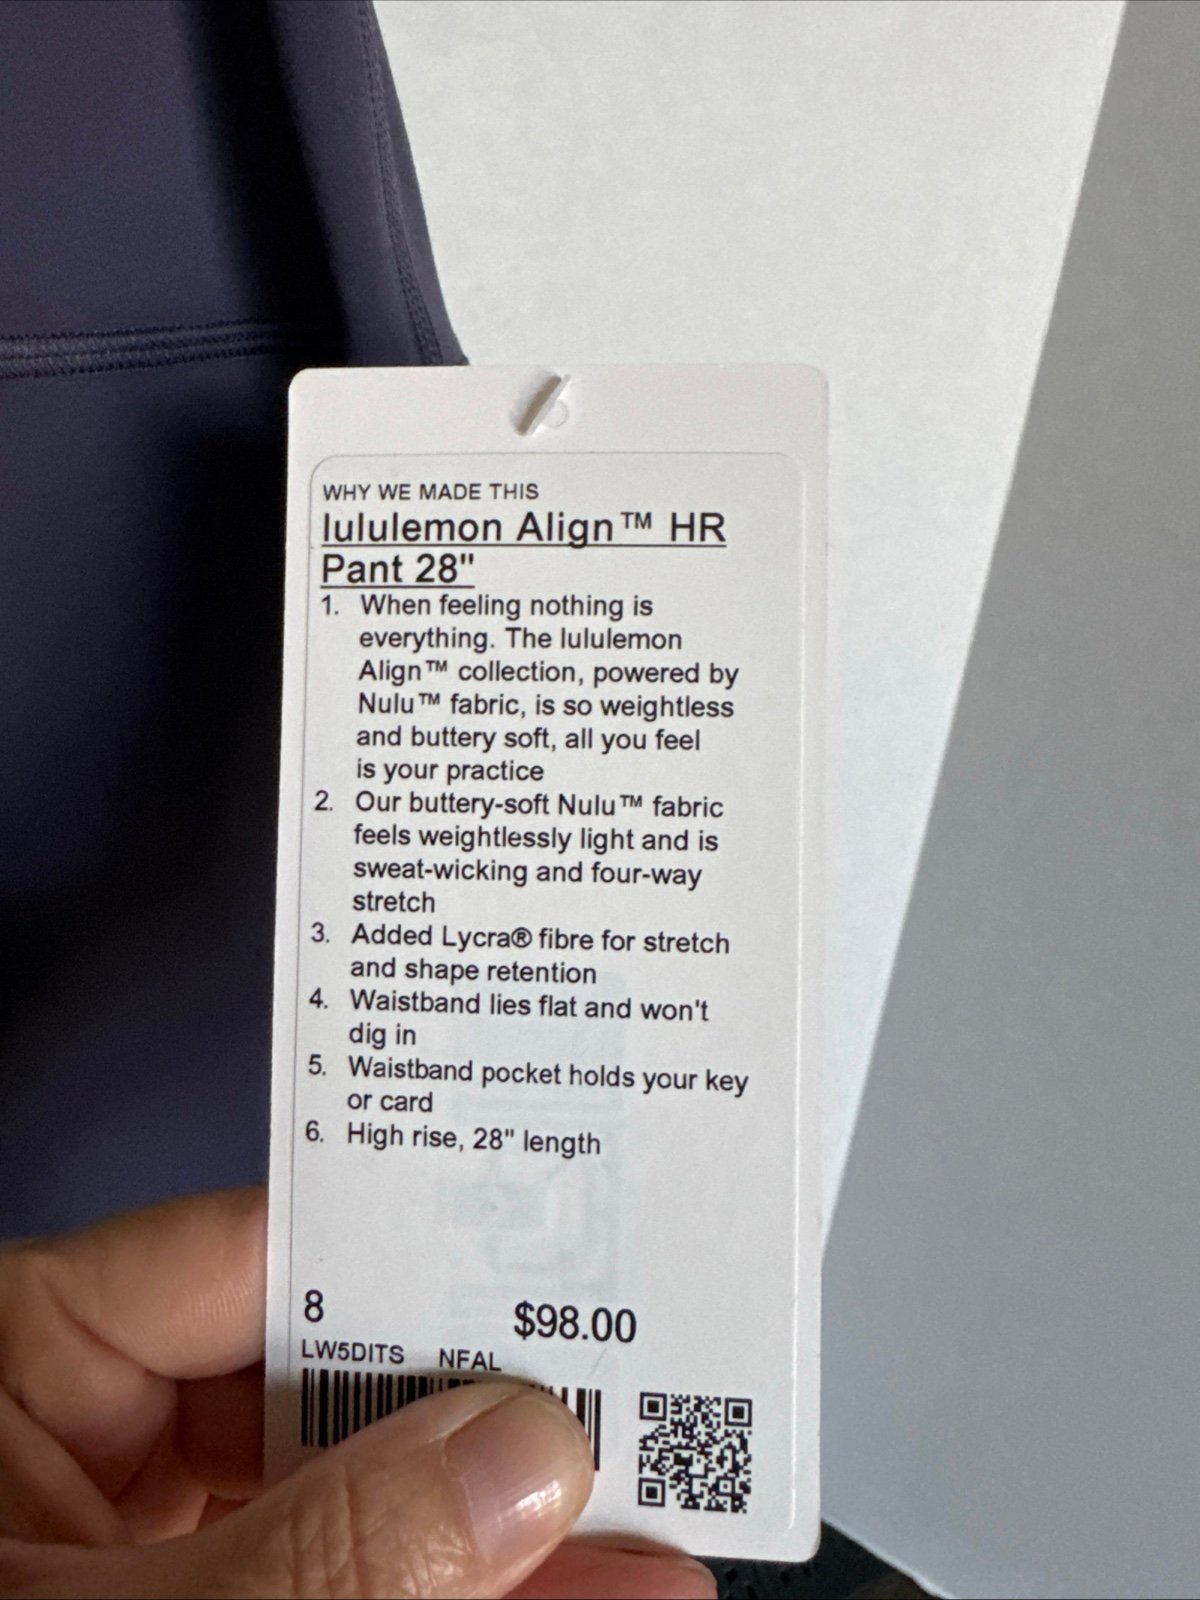 WHY WE MADE THIS
lululemon Align™ HR
Pant 28"
1. When feeling nothing is
everything. The lululemon
Align™ collection, powered by
Nulu™ fabric, is so weightless
and buttery soft, all you feel
is your practice
2. Our buttery-soft Nulu™ fabric
feels weightlessly light and is
sweat-wicking and four-way
stretch
3. Added Lycra® fibre for stretch
and shape retention
4. Waistband lies flat and won't
dig in
5. Waistband pocket holds your key
or card
6. High rise, 28" length
8 $98.00
LW5DITS NFAL